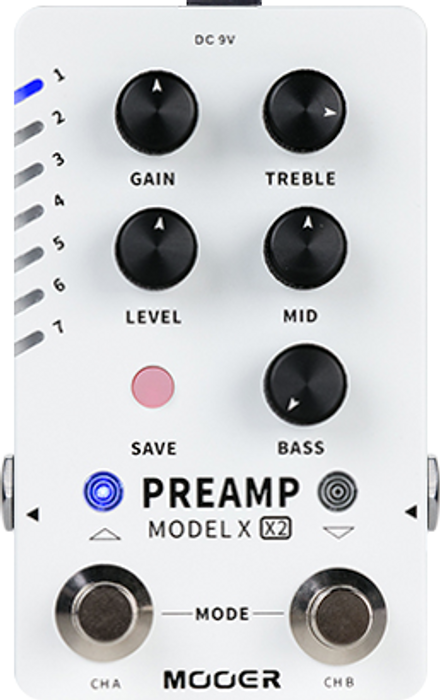 DC 9V
1
2
3
4
5
6
7
GAIN TREBLE
LEVEL MID
SAVE BASS
PREAMP
MODEL X X2
MODE
CH A MOOER CH B